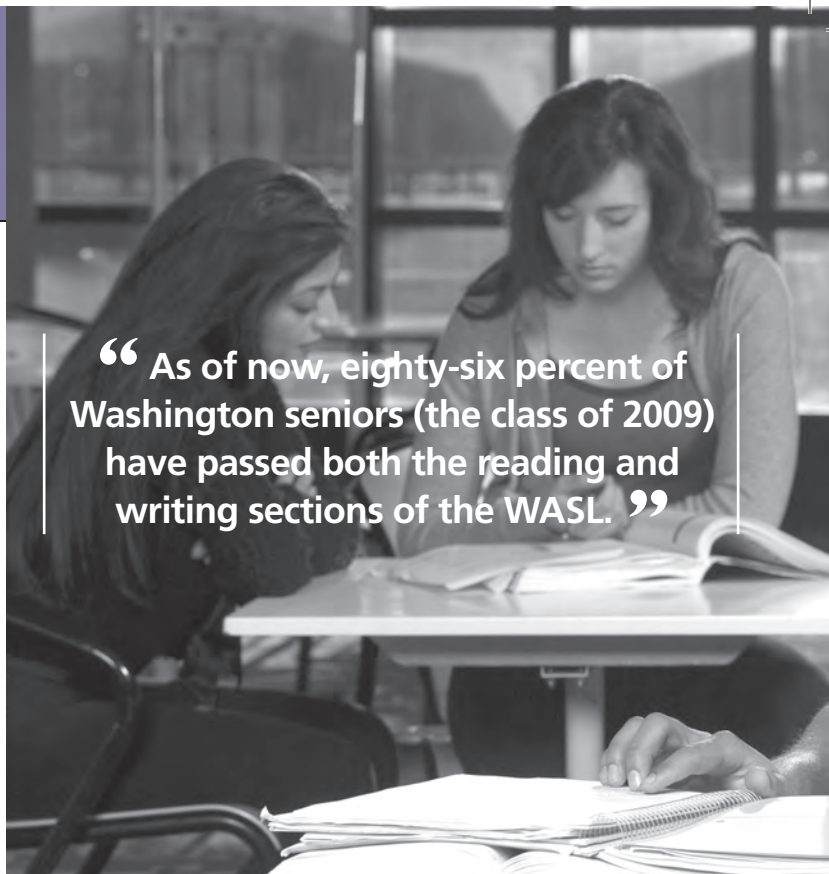 “ As of now, eighty-six percent of
Washington seniors (the class of 2009)
have passed both the reading and
writing sections of the WASL. ”